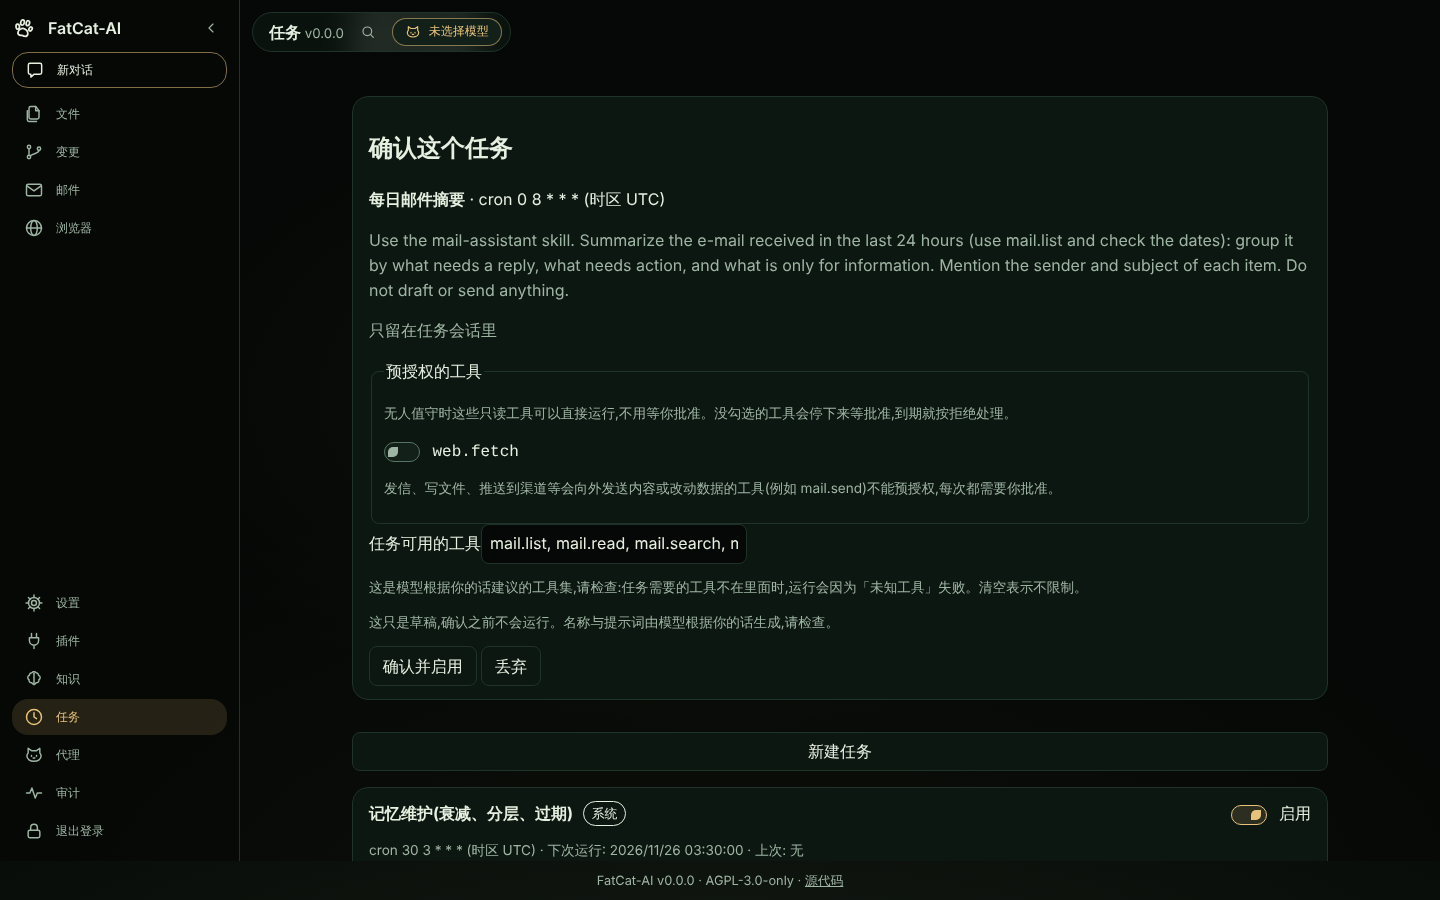 FatCat-AI
新对话
文件
变更
邮件
浏览器
设置
插件
知识
任务
代理
审计
退出登录
任务 v0.0.0
未选择模型
确认这个任务
每日邮件摘要 · cron 0 8 * * * (时区 UTC)
Use the mail-assistant skill. Summarize the e-mail received in the last 24 hours (use mail.list and check the dates): group it
by what needs a reply, what needs action, and what is only for information. Mention the sender and subject of each item. Do
not draft or send anything.
只留在任务会话里
预授权的工具
无人值守时这些只读工具可以直接运行,不用等你批准。没勾选的工具会停下来等批准,到期就按拒绝处理。
web.fetch
发信、写文件、推送到渠道等会向外发送内容或改动数据的工具(例如 mail.send)不能预授权,每次都需要你批准。
任务可用的工具 mail.list, mail.read, mail.search, m
这是模型根据你的话建议的工具集,请检查:任务需要的工具不在里面时,运行会因为「未知工具」失败。清空表示不限制。
这只是草稿,确认之前不会运行。名称与提示词由模型根据你的话生成,请检查。
确认并启用 丢弃
新建任务
记忆维护(衰减、分层、过期) 系统 启用
cron 30 3 * * * (时区 UTC) · 下次运行: 2026/11/26 03:30:00 · 上次: 无
FatCat-AI v0.0.0 · AGPL-3.0-only · 源代码